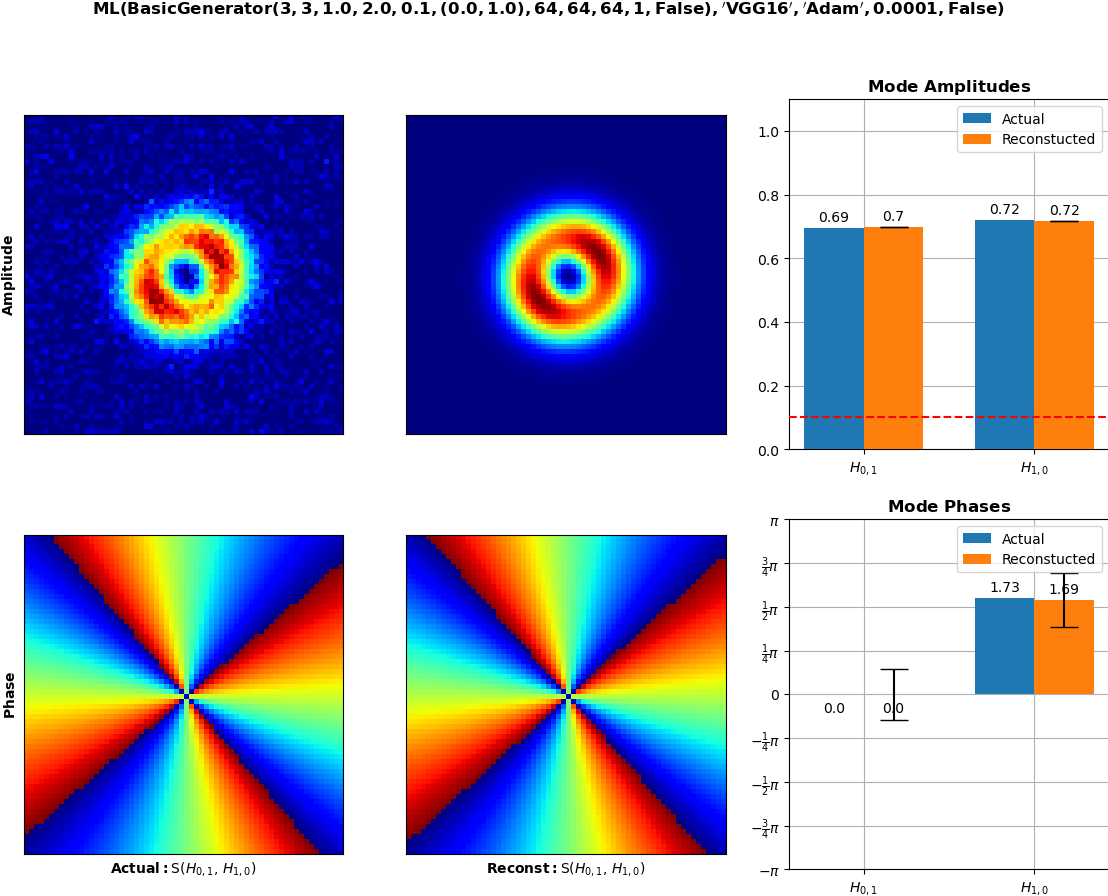 ML(BasicGenerator(3, 3, 1.0, 2.0, 0.1, (0.0, 1.0), 64, 64, 64, 1, False), ′VGG16′, ′Adam′, 0.0001, False)
Amplitude
Mode Amplitudes
Actual
Reconstucted
1.0
0.8
0.6
0.4
0.2
0.0
0.69
0.7
0.72
0.72
H0,1
H1,0
Phase
Actual: S(H0,1, H1,0)
Reconst: S(H0,1, H1,0)
Mode Phases
Actual
Reconstucted
π
3/4π
1/2π
1/4π
0
−1/4π
−1/2π
−3/4π
−π
0.0
0.0
1.73
1.69
H0,1
H1,0